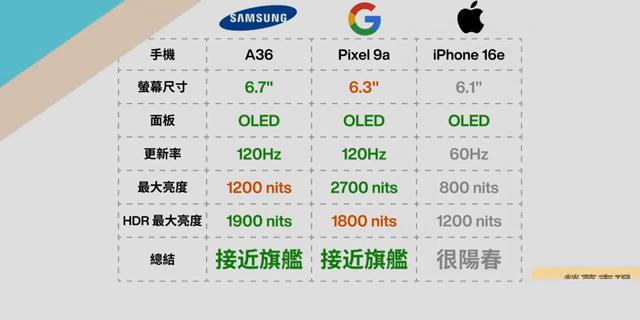 SAMSUNG
手機 A36 Pixel 9a iPhone 16e
螢幕尺寸 6.7" 6.3" 6.1"
面板 OLED OLED OLED
更新率 120Hz 120Hz 60Hz
最大亮度 1200 nits 2700 nits 800 nits
HDR 最大亮度 1900 nits 1800 nits 1200 nits
總結 接近旗艦 接近旗艦 很陽春